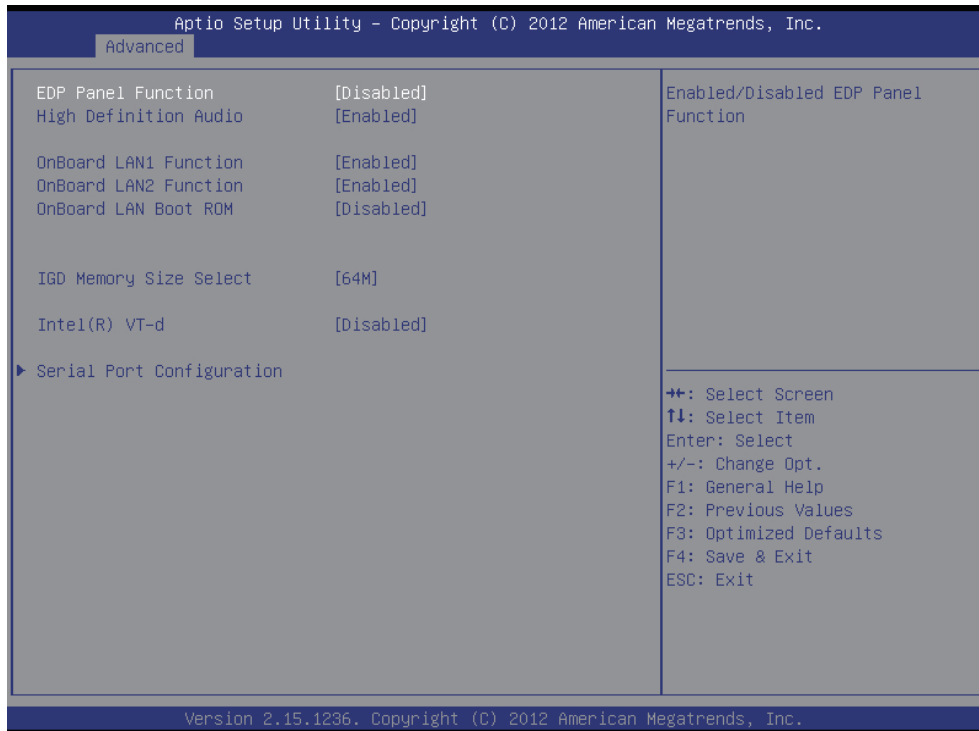 Aptio Setup Utility – Copyright (C) 2012 American Megatrends, Inc.
Advanced
EDP Panel Function [Disabled]
High Definition Audio [Enabled]
OnBoard LAN1 Function [Enabled]
OnBoard LAN2 Function [Enabled]
OnBoard LAN Boot ROM [Disabled]
IGD Memory Size Select [64M]
Intel(R) VT-d [Disabled]
▶ Serial Port Configuration
Enabled/Disabled EDP Panel
Function
→←: Select Screen
↑↓: Select Item
Enter: Select
+/-: Change Opt.
F1: General Help
F2: Previous Values
F3: Optimized Defaults
F4: Save & Exit
ESC: Exit
Version 2.15.1236. Copyright (C) 2012 American Megatrends, Inc.